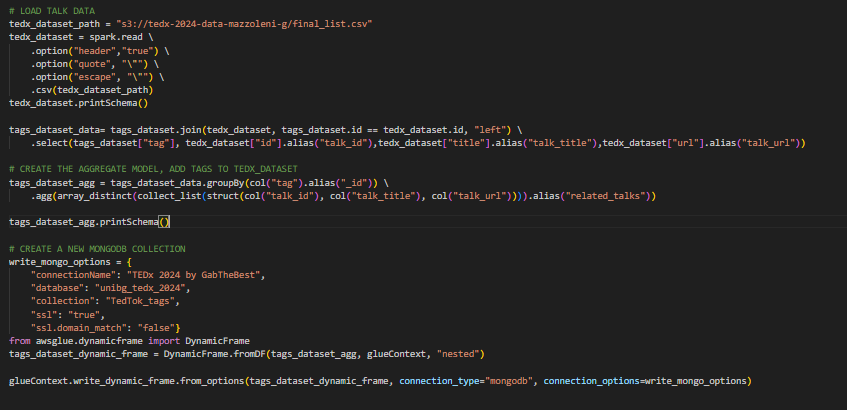 # LOAD TALK DATA
tedx_dataset_path = "s3://tedx-2024-data-mazzoleni-g/final_list.csv"
tedx_dataset = spark.read \
    .option("header","true") \
    .option("quote", "\"") \
    .option("escape", "\"") \
    .csv(tedx_dataset_path)
tedx_dataset.printSchema()

tags_dataset_data= tags_dataset.join(tedx_dataset, tags_dataset.id == tedx_dataset.id, "left") \
    .select(tags_dataset["tag"], tedx_dataset["id"].alias("talk_id"),tedx_dataset["title"].alias("talk_title"),tedx_dataset["url"].alias("talk_url"))

# CREATE THE AGGREGATE MODEL, ADD TAGS TO TEDX_DATASET
tags_dataset_agg = tags_dataset_data.groupBy(col("tag").alias("_id")) \
    .agg(array_distinct(collect_list(struct(col("talk_id"), col("talk_title"), col("talk_url")))).alias("related_talks"))

tags_dataset_agg.printSchema()

# CREATE A NEW MONGODB COLLECTION
write_mongo_options = {
    "connectionName": "TEDx 2024 by GabTheBest",
    "database": "unibg_tedx_2024",
    "collection": "TedTok_tags",
    "ssl": "true",
    "ssl.domain_match": "false"}
from awsglue.dynamicframe import DynamicFrame
tags_dataset_dynamic_frame = DynamicFrame.fromDF(tags_dataset_agg, glueContext, "nested")

glueContext.write_dynamic_frame.from_options(tags_dataset_dynamic_frame, connection_type="mongodb", connection_options=write_mongo_options)